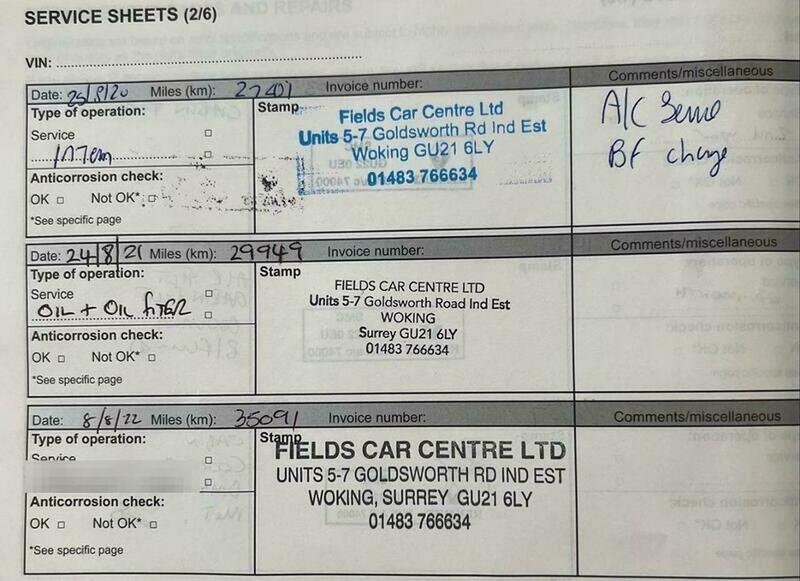 SERVICE SHEETS (2/6)
VIN:
Date: 25/8/20 Miles (km): 27401 Invoice number: Comments/miscellaneous
Type of operation: Stamp
Service
Intem
Anticorrosion check:
OK Not OK*
*See specific page
Fields Car Centre Ltd
Units 5-7 Goldsworth Rd Ind Est
Woking GU21 6LY
01483 766634
A/C Serve
BF change
Date: 24/8/21 Miles (km): 29949 Invoice number: Comments/miscellaneous
Type of operation: Stamp
Service
OIL + OIL FITER
Anticorrosion check:
OK Not OK*
*See specific page
FIELDS CAR CENTRE LTD
Units 5-7 Goldsworth Road Ind Est
WOKING
Surrey GU21 6LY
01483 766634
Date: 8/8/22 Miles (km): 35091 Invoice number: Comments/miscellaneous
Type of operation: Stamp
Service
Anticorrosion check:
OK Not OK*
*See specific page
FIELDS CAR CENTRE LTD
UNITS 5-7 GOLDSWORTH RD IND EST
WOKING, SURREY GU21 6LY
01483 766634